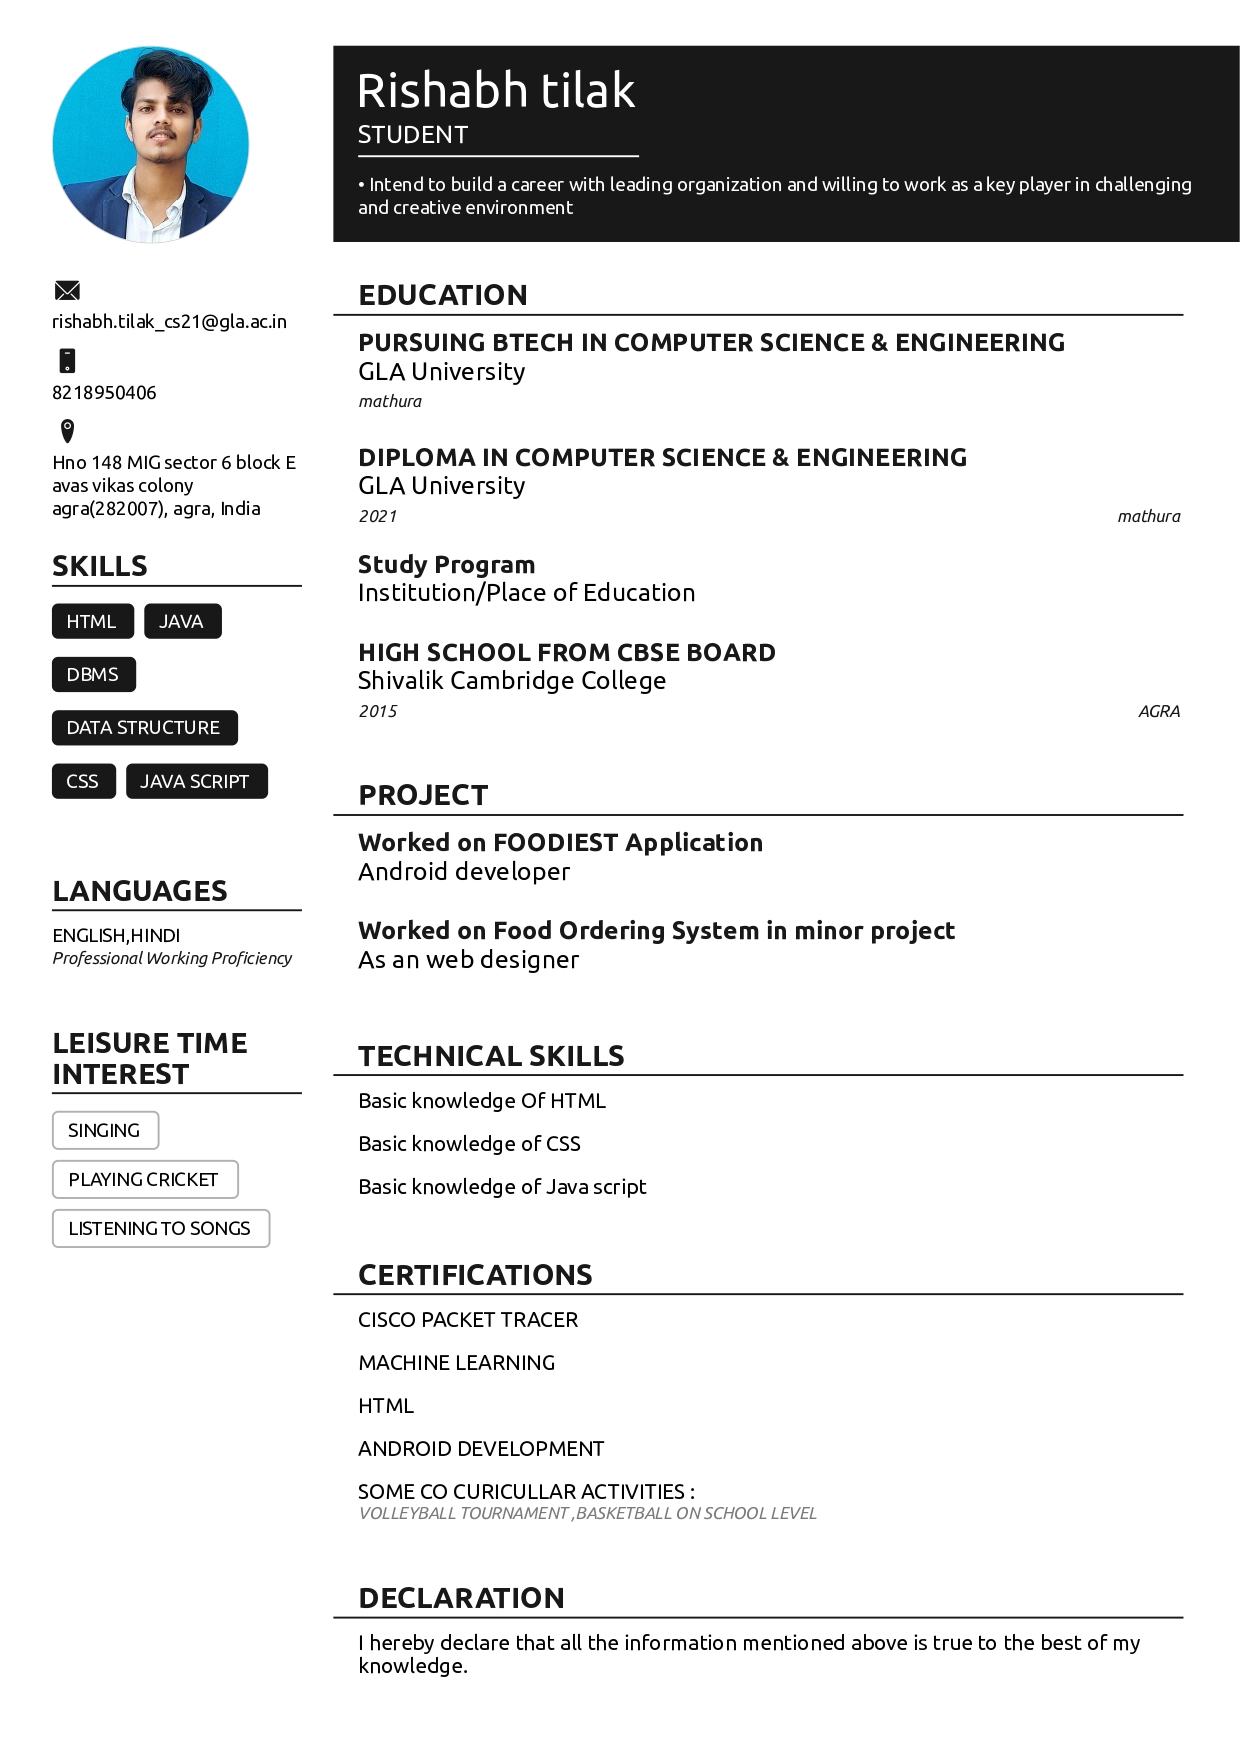 Rishabh tilak
STUDENT
• Intend to build a career with leading organization and willing to work as a key player in challenging
and creative environment
rishabh.tilak_cs21@gla.ac.in
8218950406
Hno 148 MIG sector 6 block E
avas vikas colony
agra(282007), agra, India
SKILLS
HTML JAVA
DBMS
DATA STRUCTURE
CSS JAVA SCRIPT
LANGUAGES
ENGLISH,HINDI
Professional Working Proficiency
LEISURE TIME
INTEREST
SINGING
PLAYING CRICKET
LISTENING TO SONGS
EDUCATION
PURSUING BTECH IN COMPUTER SCIENCE & ENGINEERING
GLA University
mathura
DIPLOMA IN COMPUTER SCIENCE & ENGINEERING
GLA University
2021 mathura
Study Program
Institution/Place of Education
HIGH SCHOOL FROM CBSE BOARD
Shivalik Cambridge College
2015 AGRA
PROJECT
Worked on FOODIEST Application
Android developer
Worked on Food Ordering System in minor project
As an web designer
TECHNICAL SKILLS
Basic knowledge Of HTML
Basic knowledge of CSS
Basic knowledge of Java script
CERTIFICATIONS
CISCO PACKET TRACER
MACHINE LEARNING
HTML
ANDROID DEVELOPMENT
SOME CO CURICULLAR ACTIVITIES :
VOLLEYBALL TOURNAMENT ,BASKETBALL ON SCHOOL LEVEL
DECLARATION
I hereby declare that all the information mentioned above is true to the best of my
knowledge.